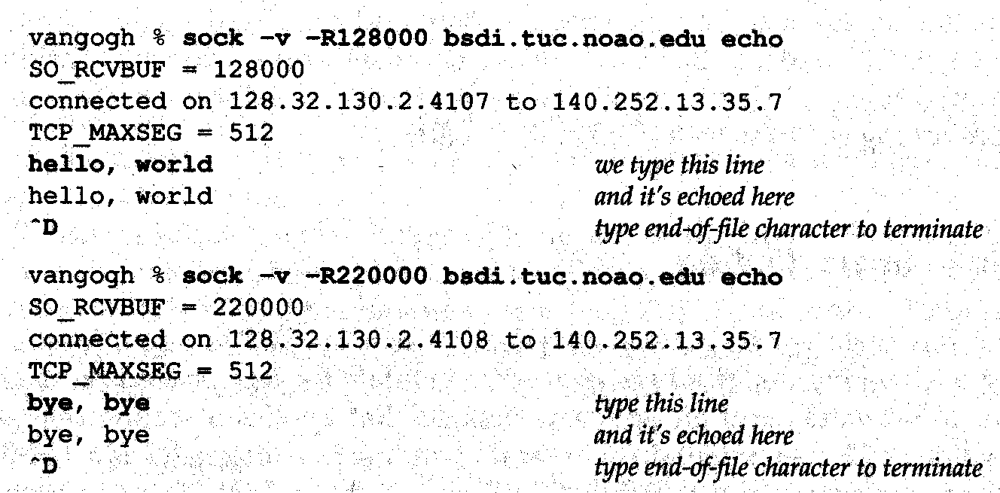 vangogh % sock -v -R128000 bsdi.tuc.noao.edu echo
SO_RCVBUF = 128000
connected on 128.32.130.2.4107 to 140.252.13.35.7
TCP_MAXSEG = 512
hello, world we type this line
hello, world and it's echoed here
^D type end-of-file character to terminate
vangogh % sock -v -R220000 bsdi.tuc.noao.edu echo
SO_RCVBUF = 220000
connected on 128.32.130.2.4108 to 140.252.13.35.7
TCP_MAXSEG = 512
bye, bye type this line
bye, bye and it's echoed here
^D type end-of-file character to terminate